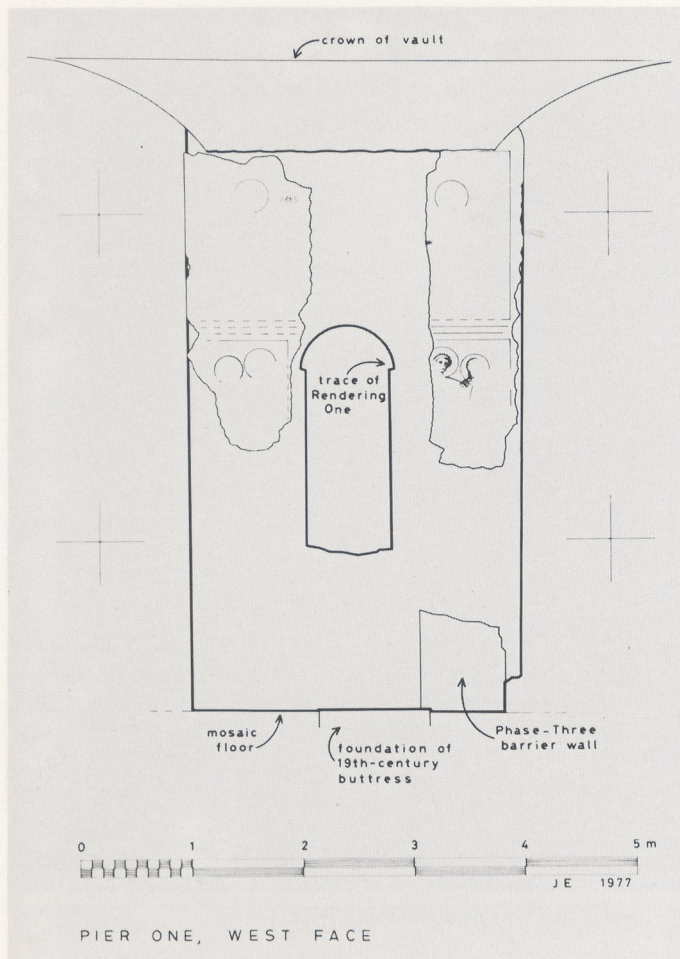 crown of vault
trace of
Rendering
One
mosaic
floor
foundation of
19th-century
buttress
Phase-Three
barrier wall
0 1 2 3 4 5 m
JE 1977
PIER ONE, WEST FACE